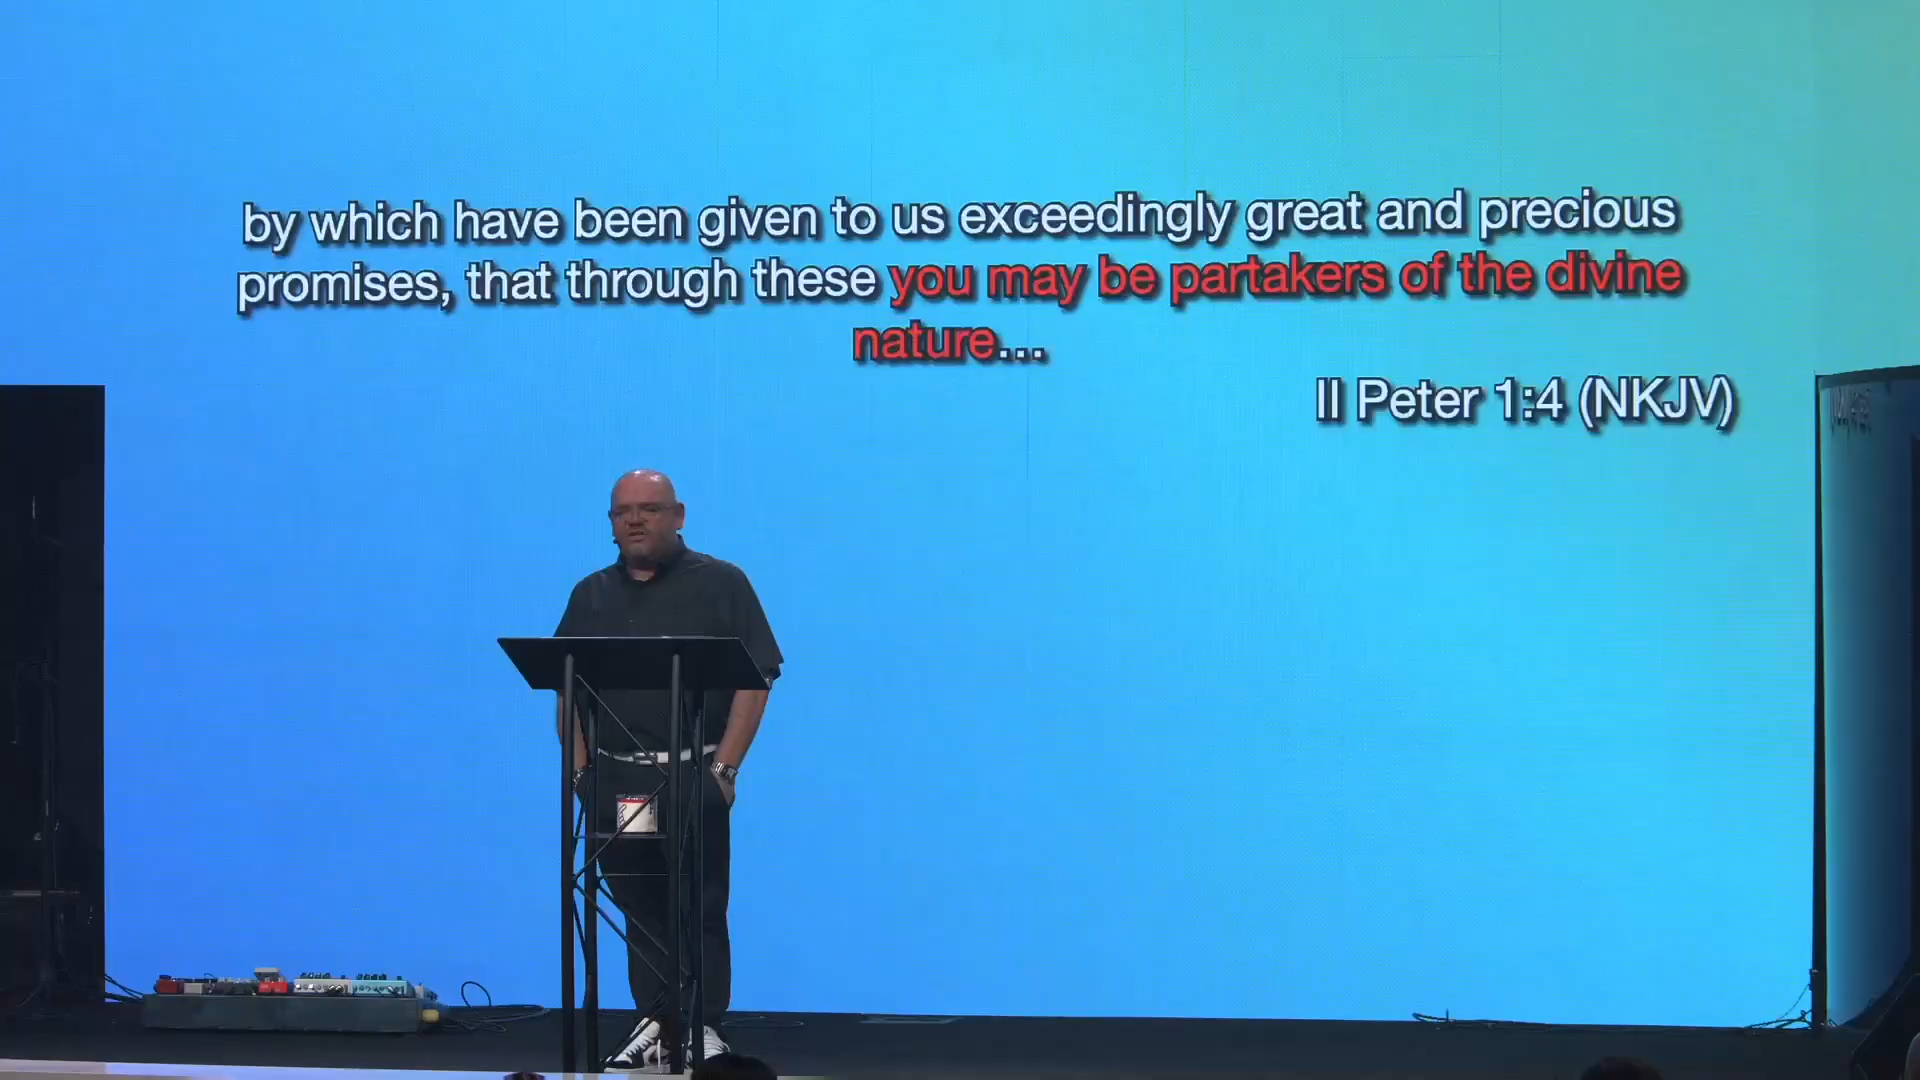 by which have been given to us exceedingly great and precious
promises, that through these you may be partakers of the divine
nature...
II Peter 1:4 (NKJV)